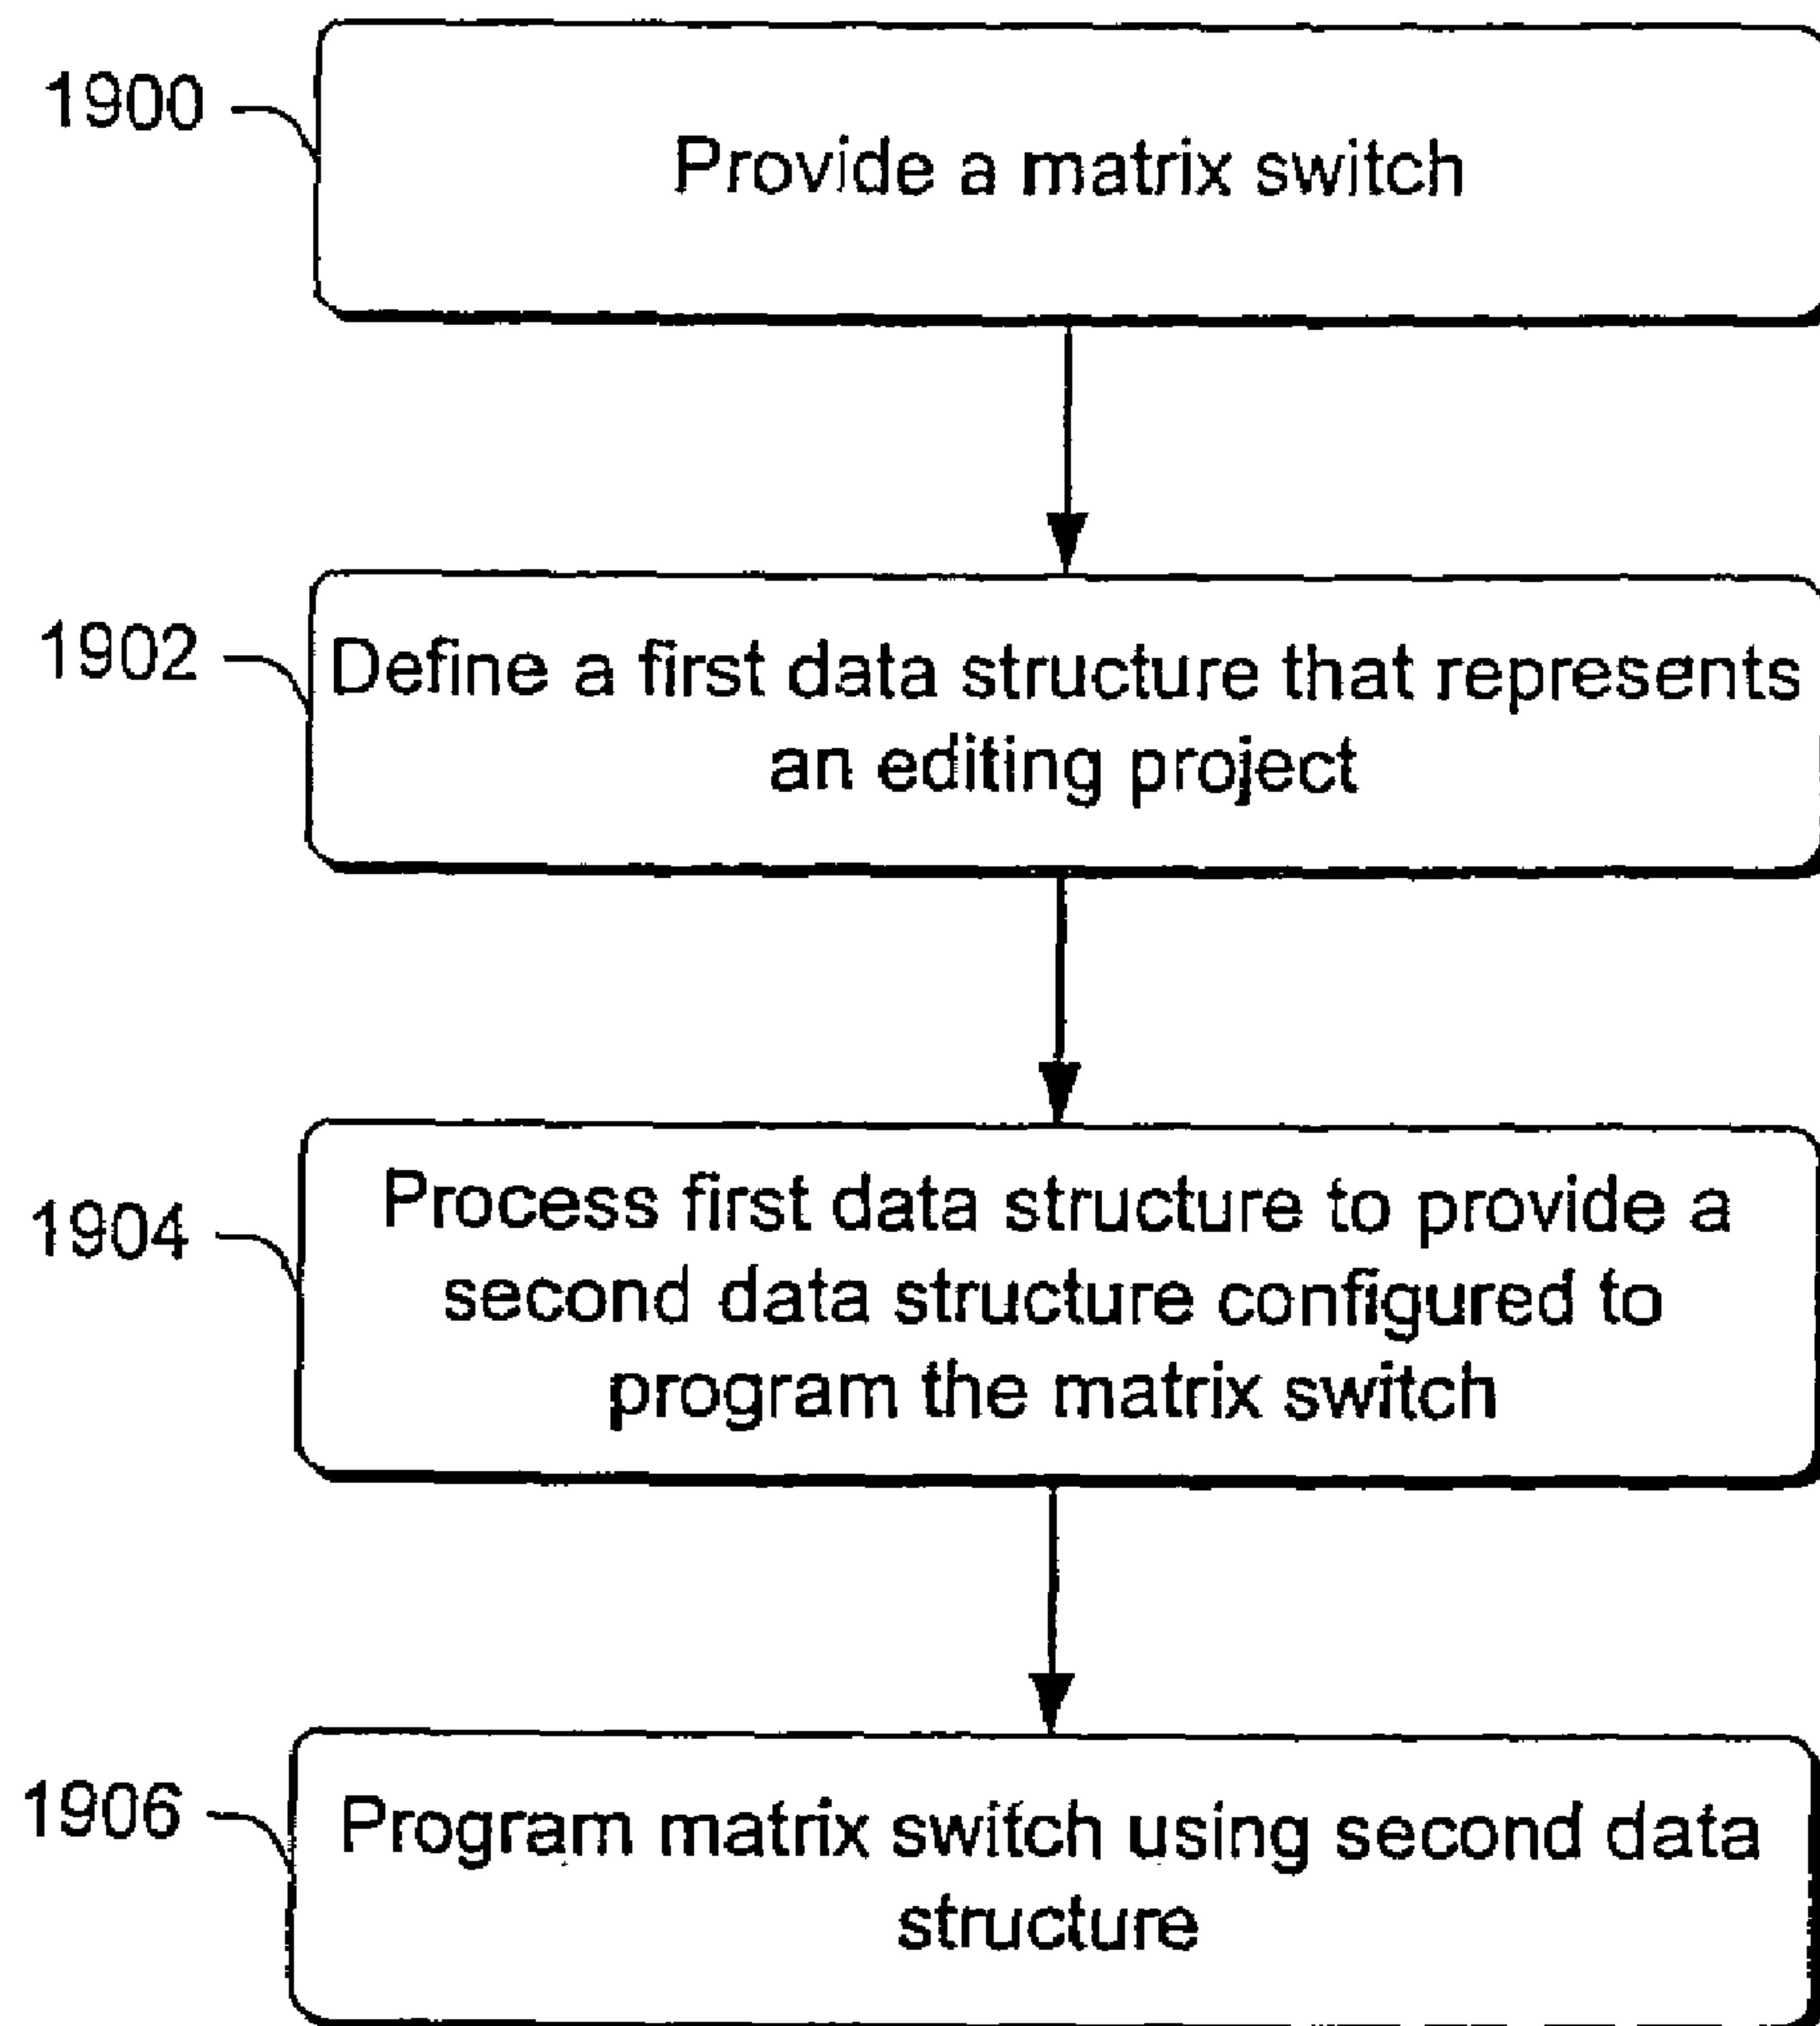 1900
Provide a matrix switch
1902
Define a first data structure that represents
an editing project
1904
Process first data structure to provide a
second data structure configured to
program the matrix switch
1906
Program matrix switch using second data
structure